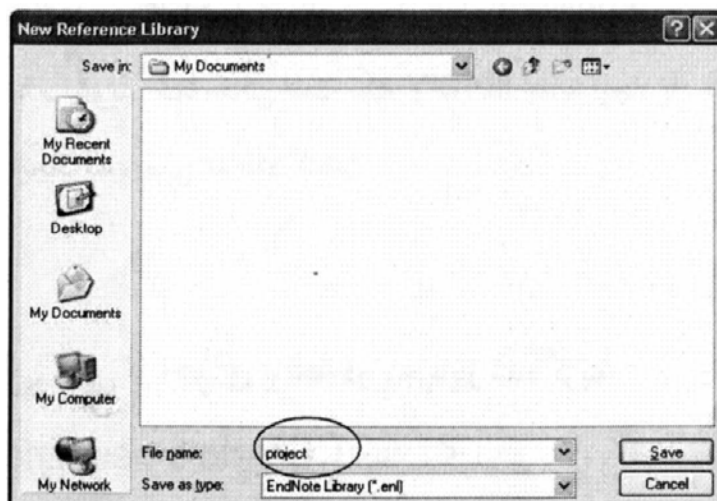 New Reference Library
Save in: My Documents
My Recent
Documents
Desktop
My Documents
My Computer
My Network
File name: project Save
Save as type: EndNote Library (*.enl) Cancel